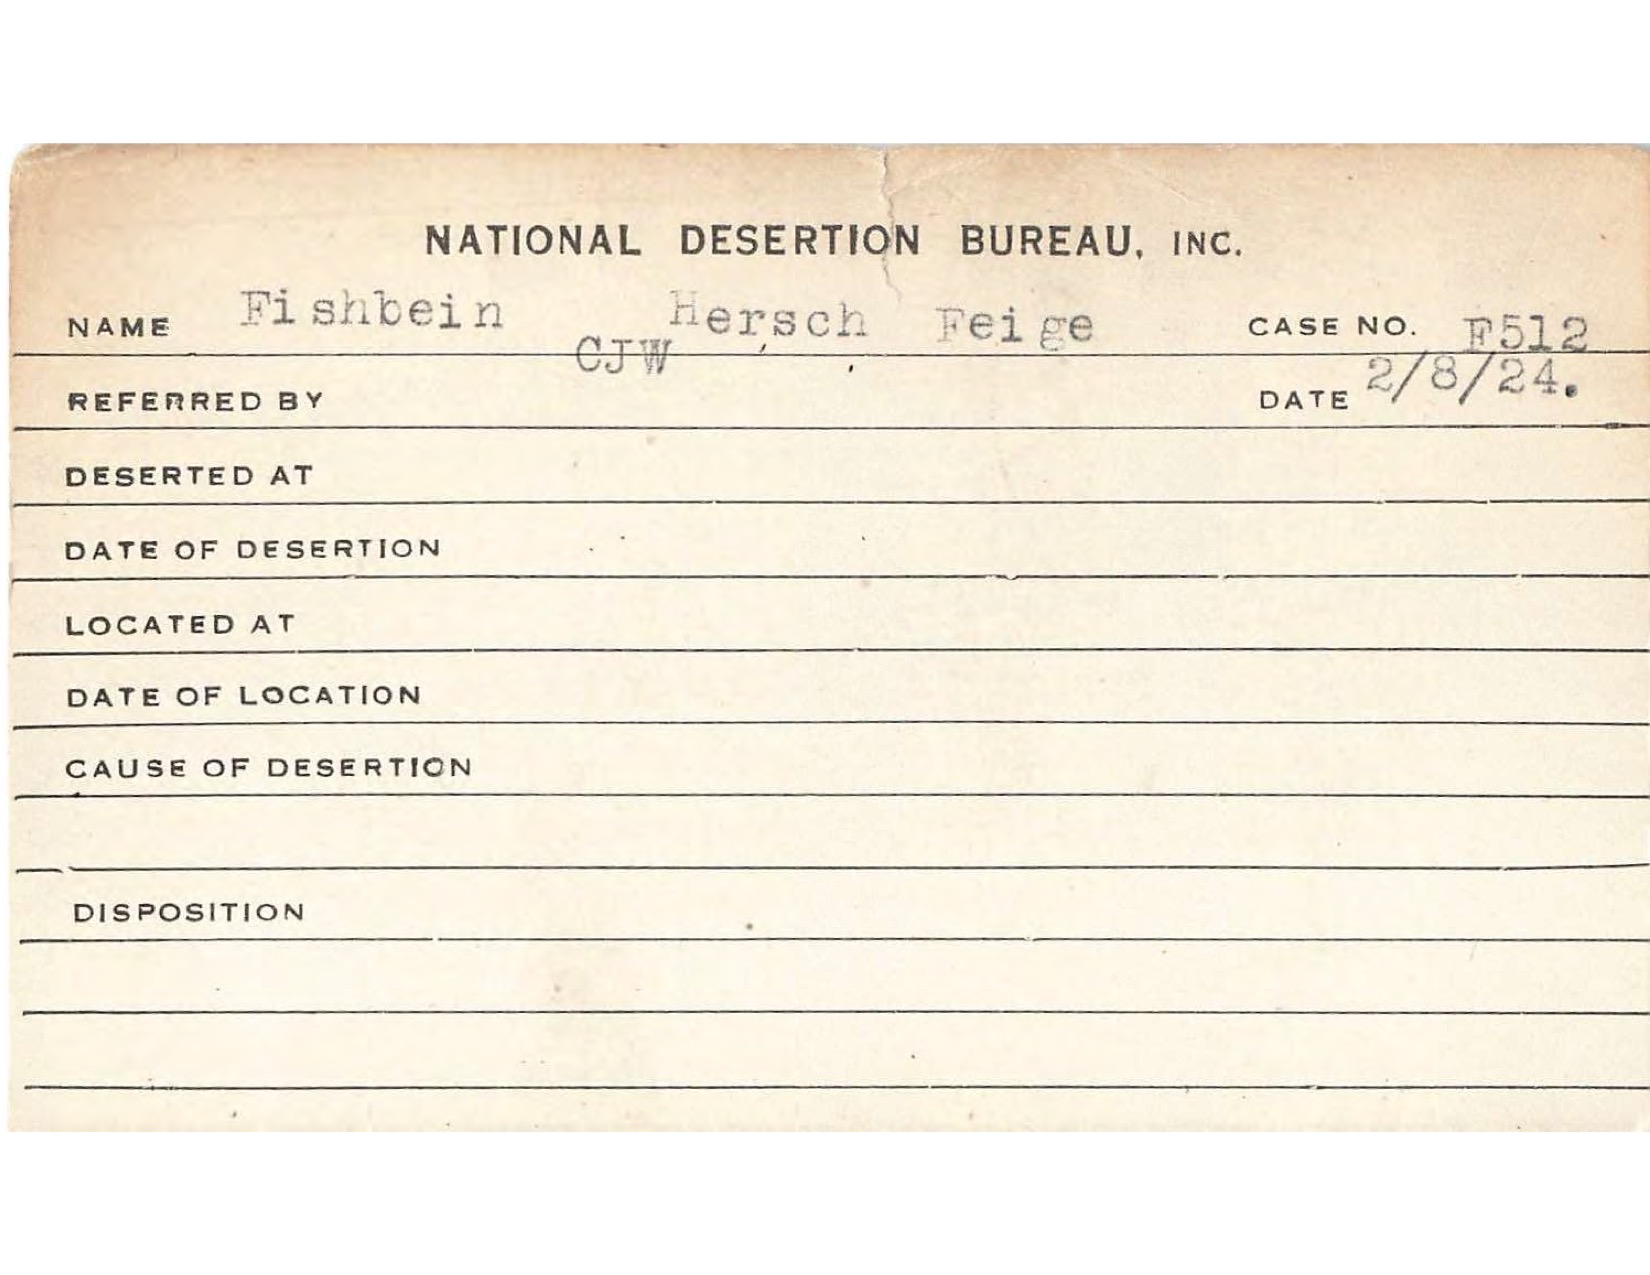 NATIONAL DESERTION BUREAU, INC.
NAME Fishbein Hersch Feige CASE NO. F512
REFERRED BY CJW DATE 2/8/24.
DESERTED AT
DATE OF DESERTION
LOCATED AT
DATE OF LOCATION
CAUSE OF DESERTION
DISPOSITION